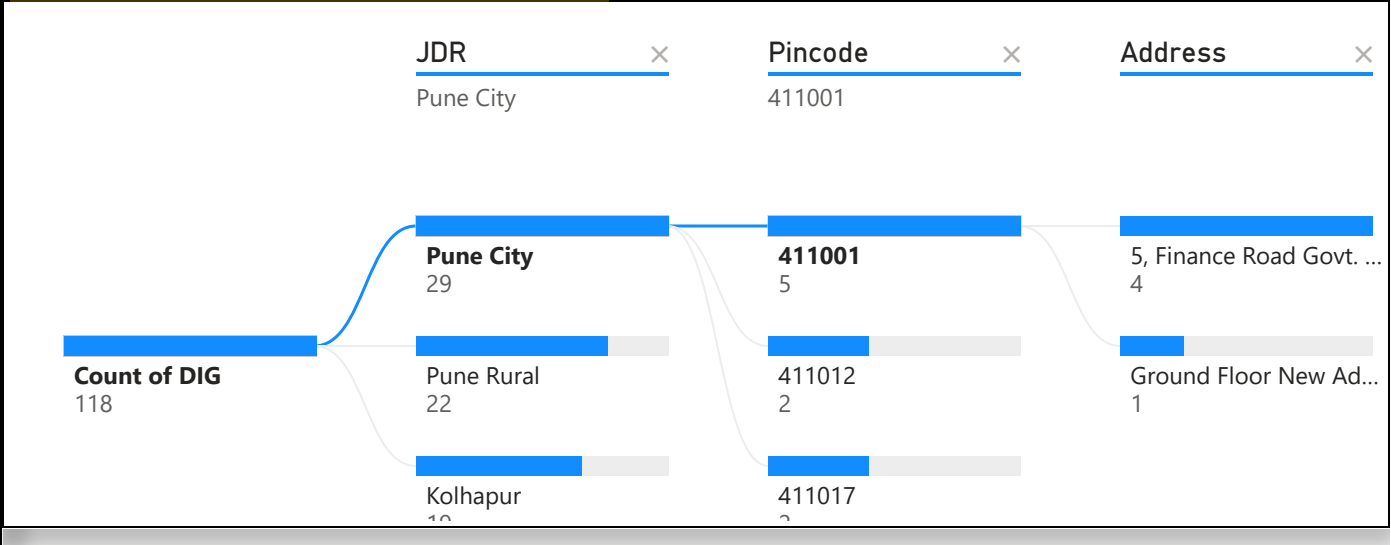 JDR
Pincode
Address
Pune City
411001
Pune City
29
411001
5
5, Finance Road Govt. ...
4
Count of DIG
118
Pune Rural
22
411012
2
Ground Floor New Ad...
1
Kolhapur
411017